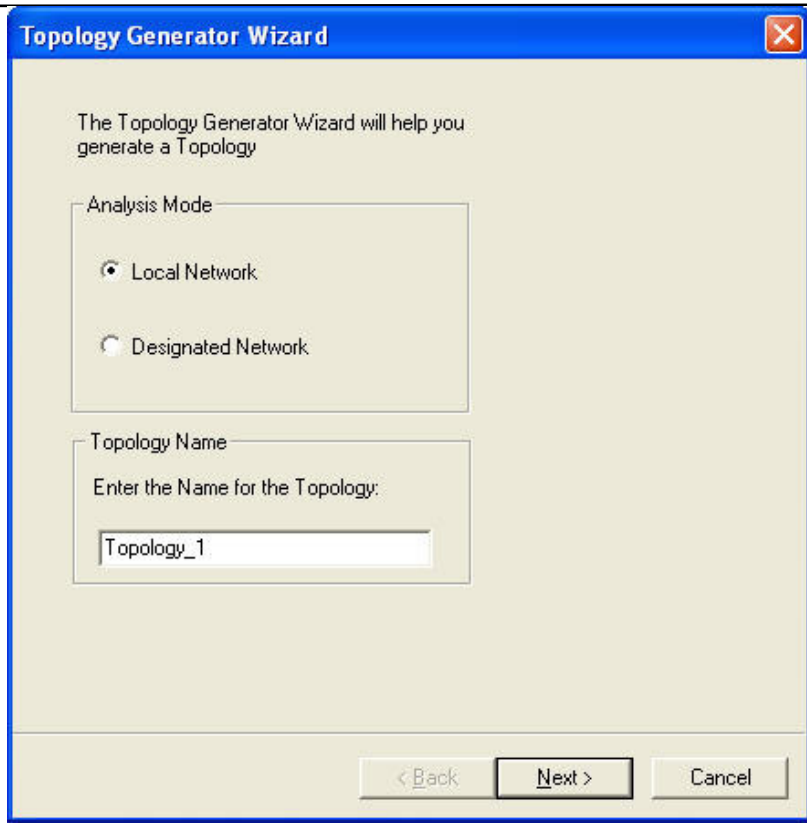 Topology Generator Wizard
The Topology Generator Wizard will help you
generate a Topology
Analysis Mode
Local Network
Designated Network
Topology Name
Enter the Name for the Topology:
Topology_1
< Back
Next >
Cancel